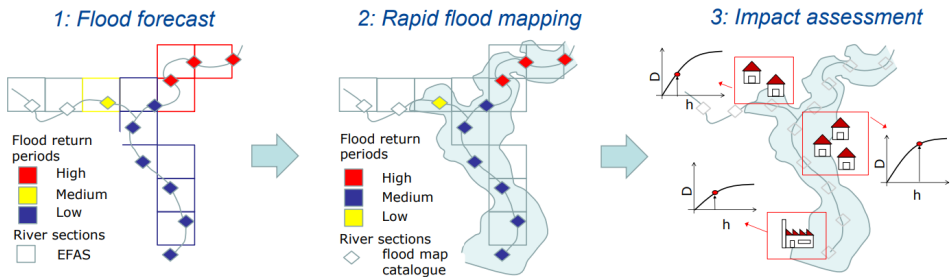 1: Flood forecast
Flood return
periods
High
Medium
Low
River sections
EFAS
2: Rapid flood mapping
Flood return
periods
High
Medium
Low
River sections
flood map
catalogue
3: Impact assessment
D
h
D
h
D
h